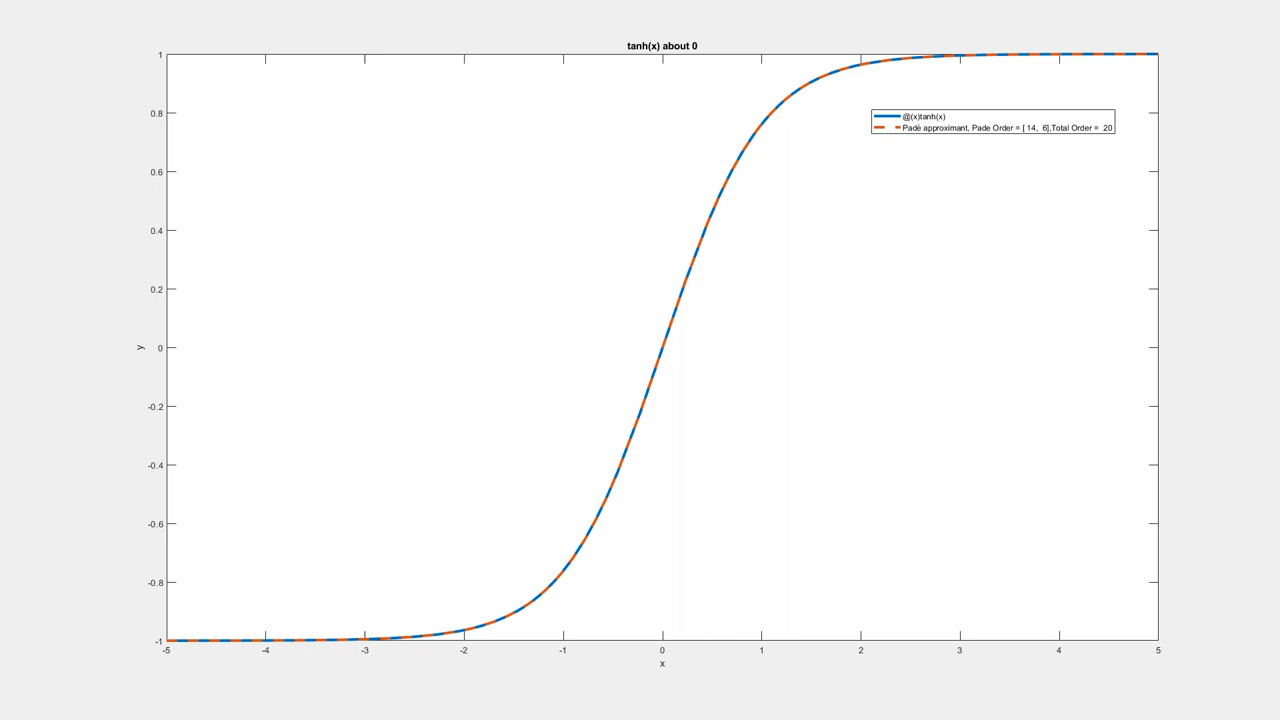 tanh(x) about 0
@(x)tanh(x)
Padé approximant, Pade Order = [ 14,  6],Total Order =  20
1
0.8
0.6
0.4
0.2
0
-0.2
-0.4
-0.6
-0.8
-1
y
-5 -4 -3 -2 -1 0 1 2 3 4 5
x